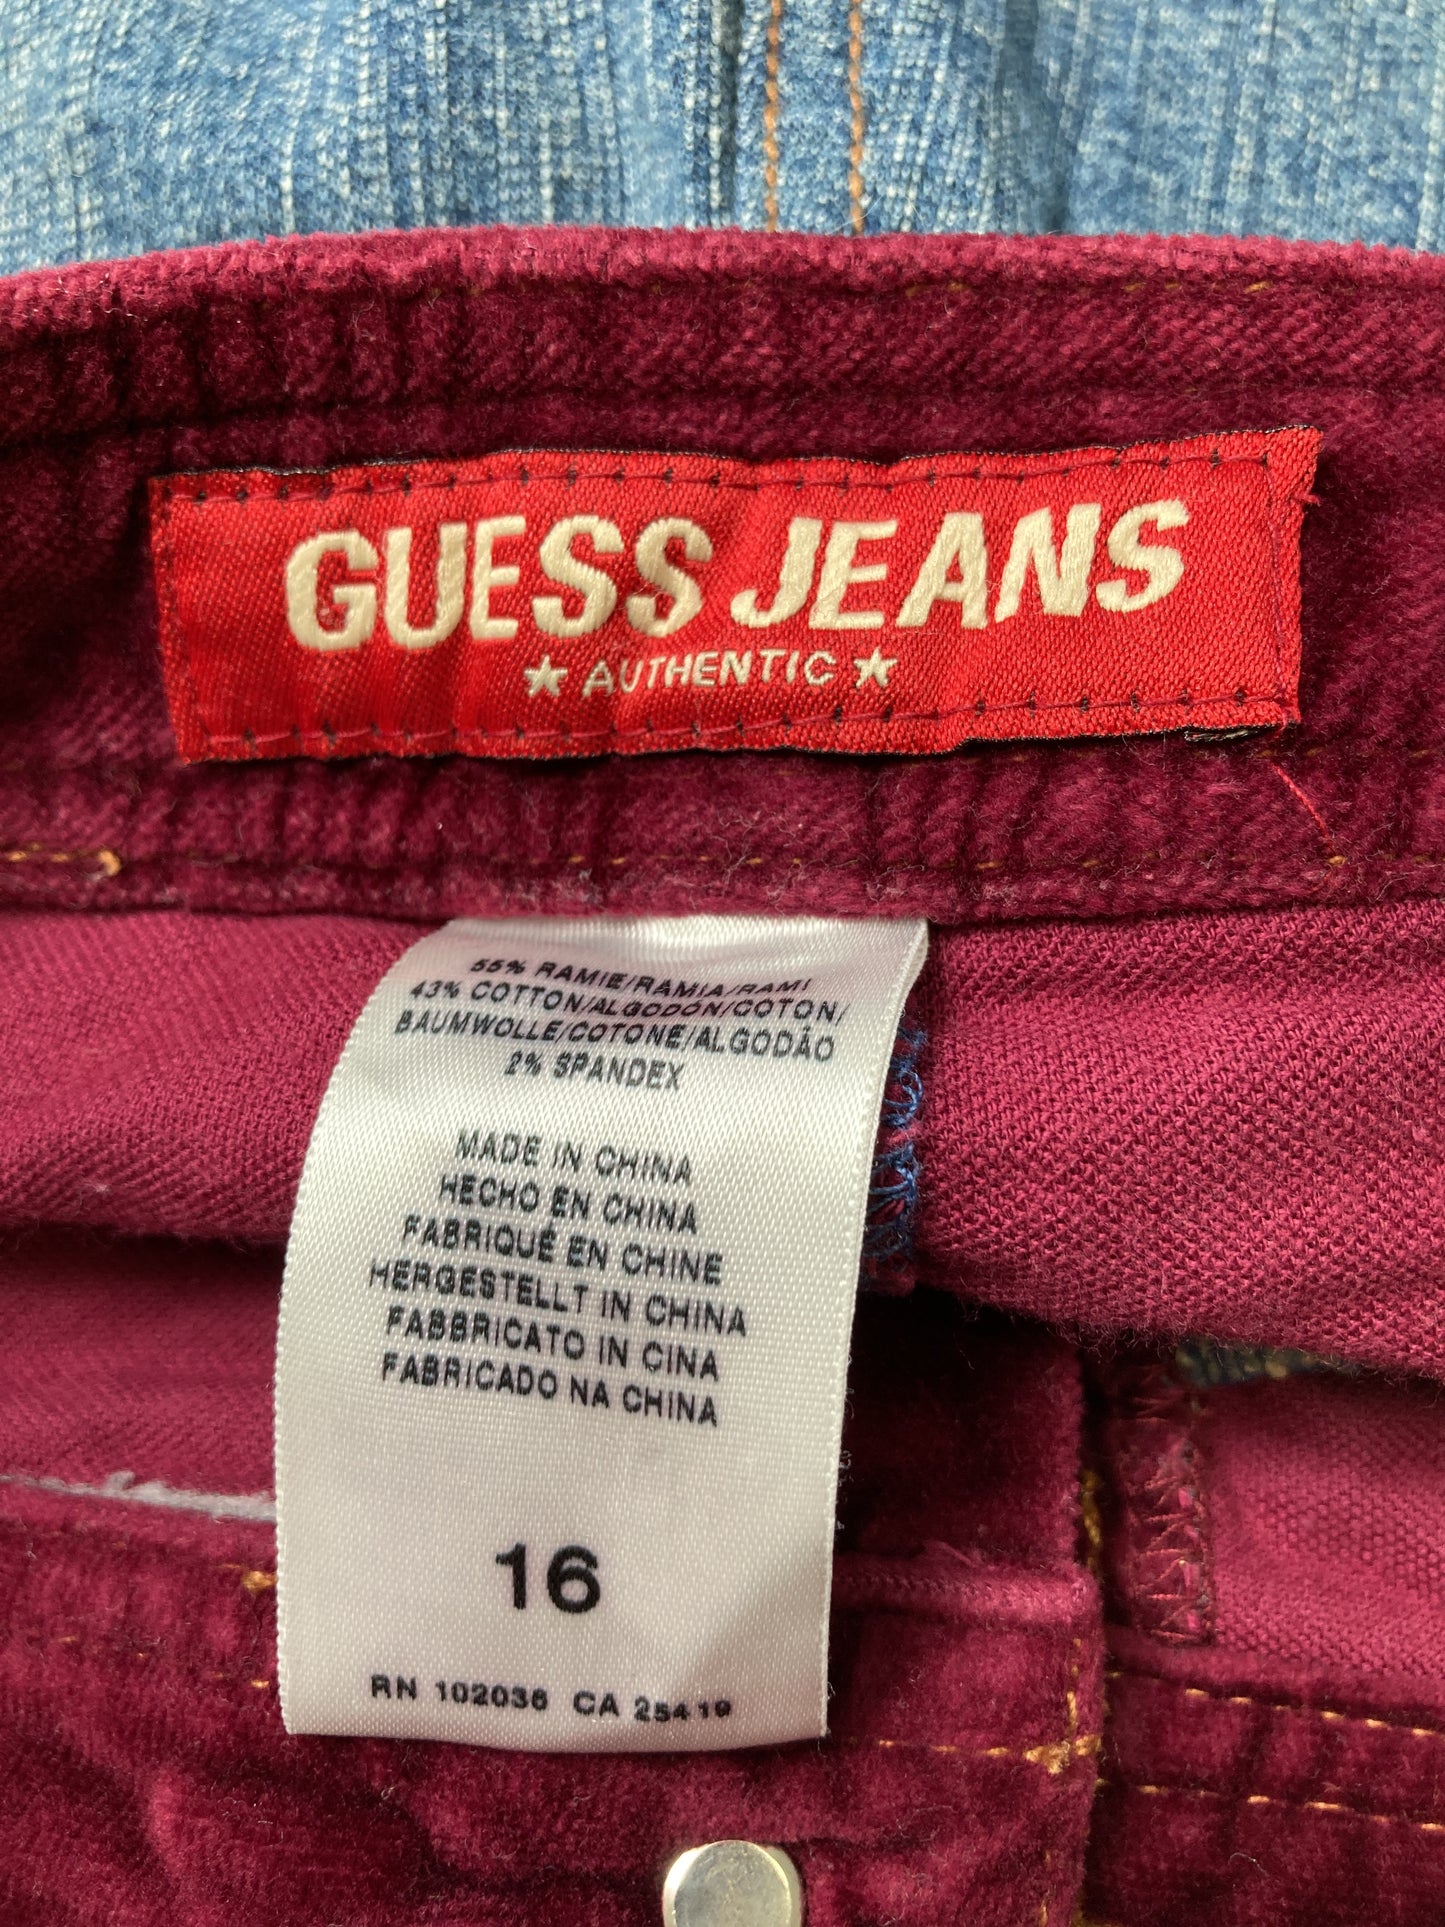 GUESS JEANS
★ AUTHENTIC ★
55% RAMIE/RAMIA/RAMI
43% COTTON/ALGODÓN/COTON/
BAUMWOLLE/COTONE/ALGODÃO
2% SPANDEX
MADE IN CHINA
HECHO EN CHINA
FABRIQUÉ EN CHINE
HERGESTELLT IN CHINA
FABBRICATO IN CINA
FABRICADO NA CHINA
16
RN 102036 CA 25419